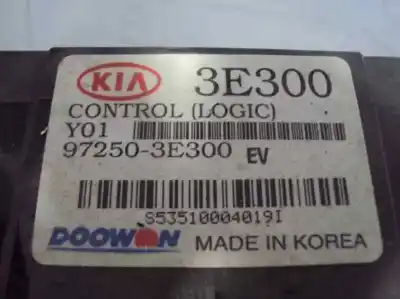 KIA 3E300
CONTROL (LOGIC)
Y01
97250-3E300 EV
S53510004019I
DOOWON MADE IN KOREA